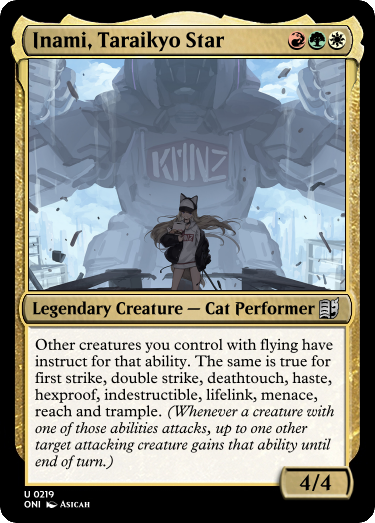 Inami, Taraikyo Star
KMNZ
Legendary Creature — Cat Performer
Other creatures you control with flying have
instruct for that ability. The same is true for
first strike, double strike, deathtouch, haste,
hexproof, indestructible, lifelink, menace,
reach and trample. (Whenever a creature with
one of those abilities attacks, up to one other
target attacking creature gains that ability until
end of turn.)
4/4
U 0219
ONI Asicah